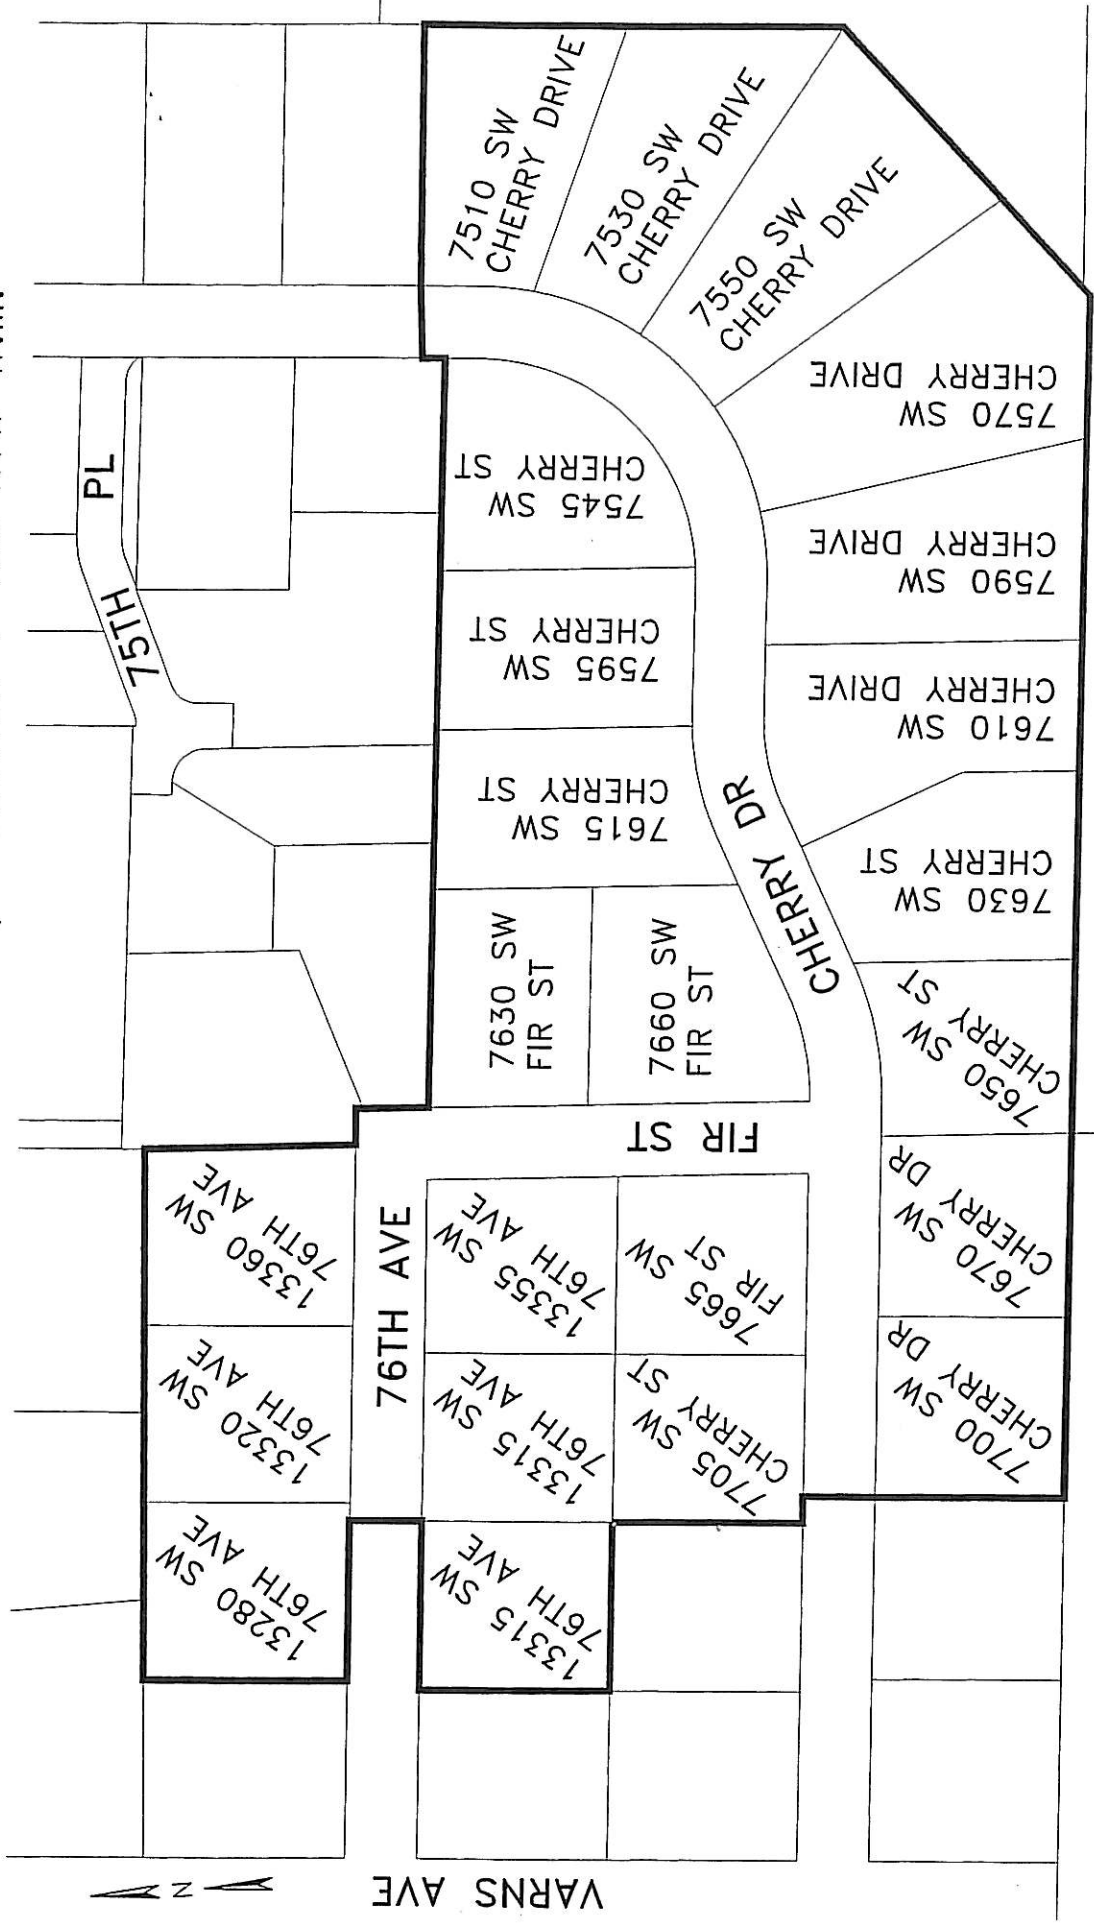 7510 SW
CHERRY DRIVE
7530 SW
CHERRY DRIVE
7550 SW
CHERRY DRIVE
7570 SW
CHERRY DRIVE
7590 SW
CHERRY DRIVE
7610 SW
CHERRY DRIVE
7630 SW
CHERRY ST
7650 SW
CHERRY ST
7670 SW
CHERRY DR
7700 SW
CHERRY DR
75TH PL
7545 SW
CHERRY ST
7595 SW
CHERRY ST
7615 SW
CHERRY ST
7630 SW
FIR ST
7660 SW
FIR ST
CHERRY DR
FIR ST
13360 SW
76TH AVE
13320 SW
76TH AVE
13280 SW
76TH AVE
76TH AVE
13355 SW
76TH AVE
13315 SW
76TH AVE
13315 SW
76TH AVE
7665 SW
FIR ST
7705 SW
CHERRY ST
VARNS AVE
N